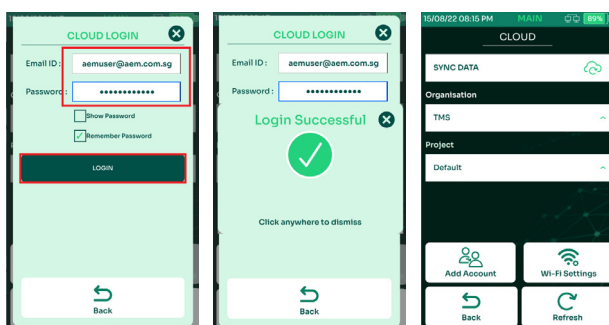 CLOUD LOGIN
Email ID :
aemuser@aem.com.sg
Password :
••••••••••••
Show Password
Remember Password
LOGIN
Back
CLOUD LOGIN
Email ID :
aemuser@aem.com.sg
Password :
••••••••••••
Login Successful
Click anywhere to dismiss
Back
15/08/22 08:15 PM MAIN 89%
CLOUD
SYNC DATA
Organisation
TMS
Project
Default
Add Account
Wi-Fi Settings
Back
Refresh